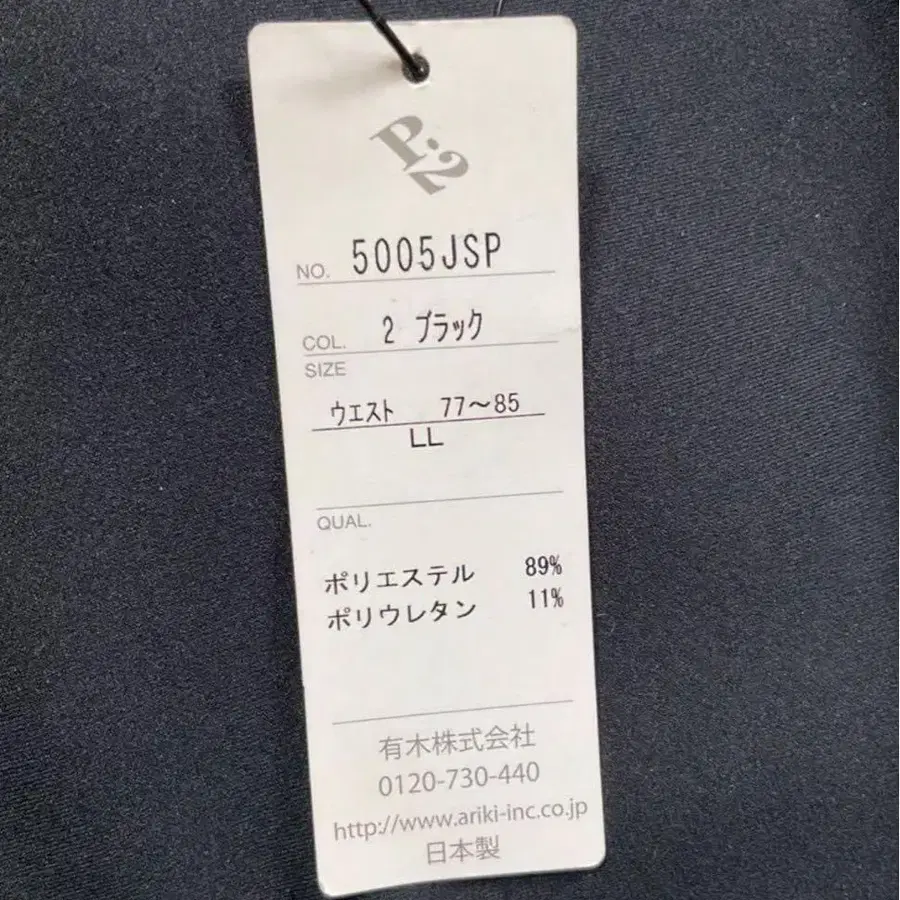 P:2
NO. 5005JSP
COL. 2 ブラック
SIZE
ウエスト 77～85
LL
QUAL.
ポリエステル 89%
ポリウレタン 11%
有木株式会社
0120-730-440
http://www.ariki-inc.co.jp
日本製